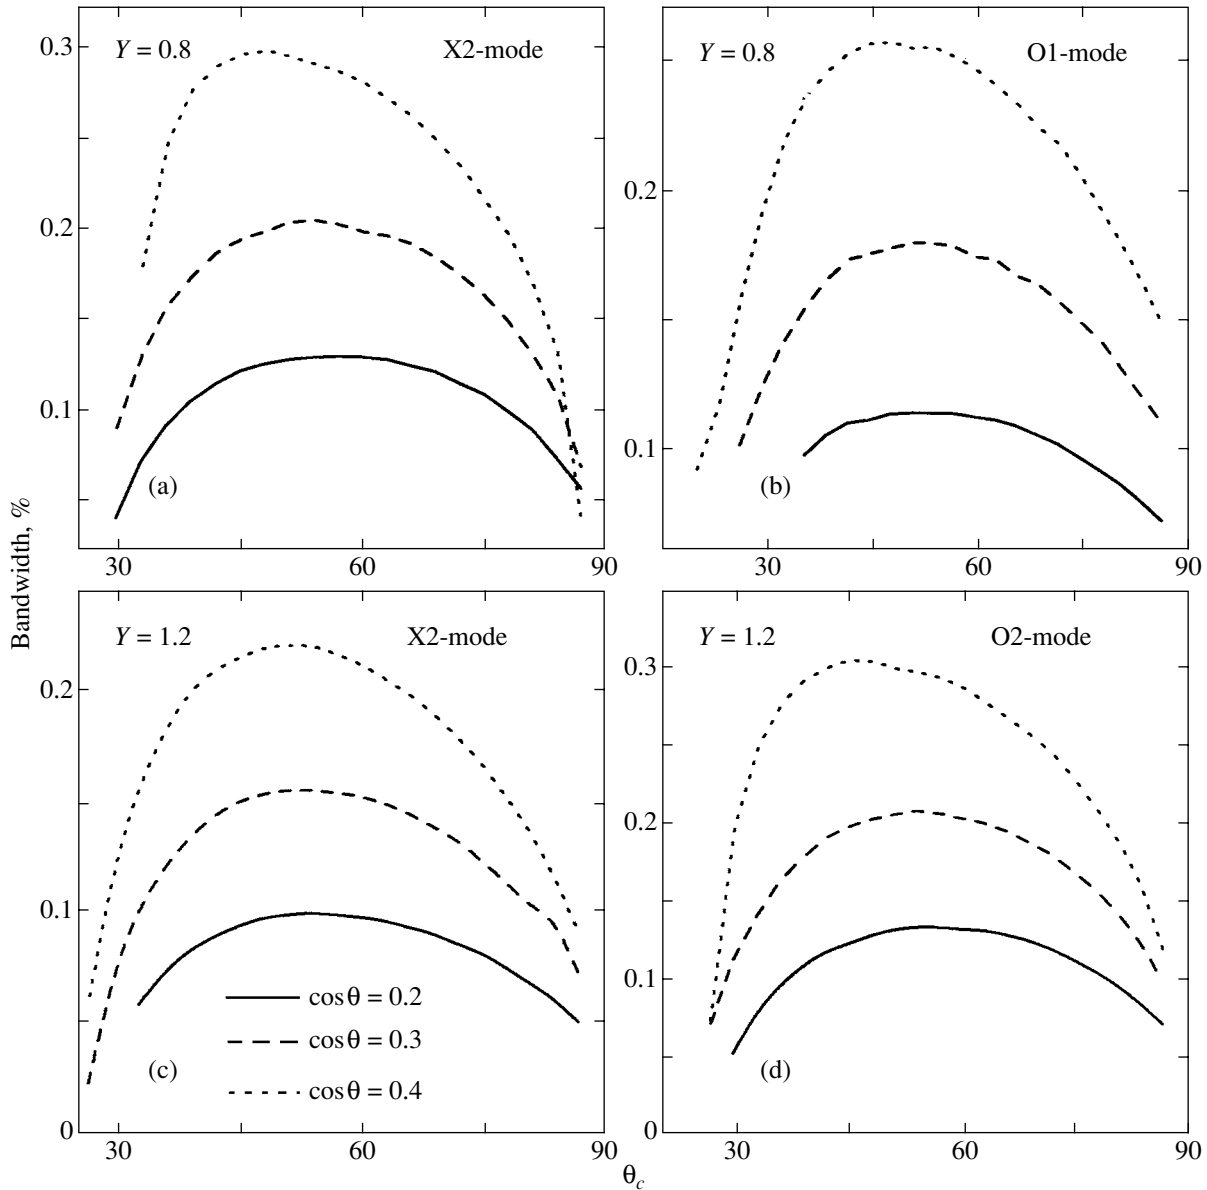 0.3
Y = 0.8
X2-mode
0.2
0.1
(a)
30
60
90
Y = 0.8
O1-mode
0.2
0.1
(b)
30
60
90
Bandwidth, %
Y = 1.2
X2-mode
0.2
0.1
cos θ = 0.2
cos θ = 0.3
(c)
cos θ = 0.4
0
30
60
90
Y = 1.2
O2-mode
0.3
0.2
0.1
(d)
0
30
60
90
θc